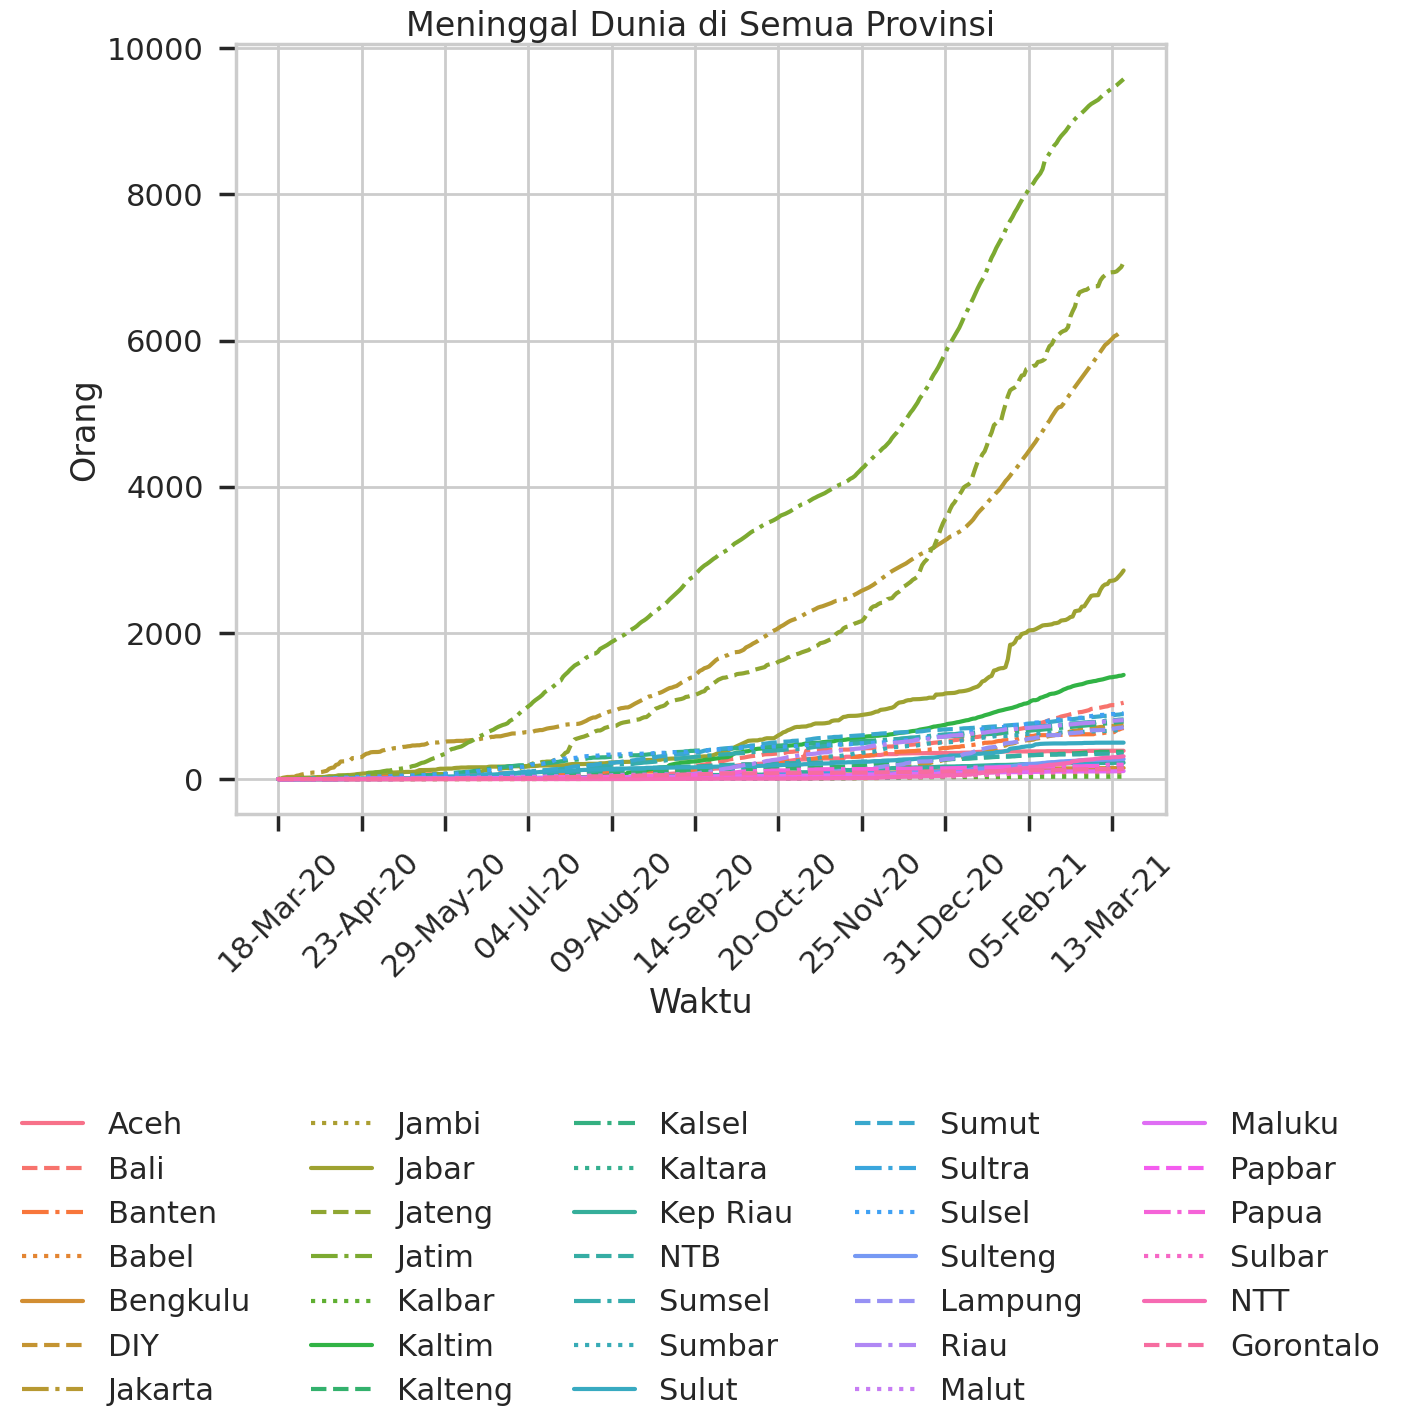 Meninggal Dunia di Semua Provinsi
10000
8000
6000
4000
2000
0
Orang
18-Mar-20
23-Apr-20
29-May-20
04-Jul-20
09-Aug-20
14-Sep-20
20-Oct-20
25-Nov-20
31-Dec-20
05-Feb-21
13-Mar-21
Waktu
Aceh
Bali
Banten
Babel
Bengkulu
DIY
Jakarta
Jambi
Jabar
Jateng
Jatim
Kalbar
Kaltim
Kalteng
Kalsel
Kaltara
Kep Riau
NTB
Sumsel
Sumbar
Sulut
Sumut
Sultra
Sulsel
Sulteng
Lampung
Riau
Malut
Maluku
Papbar
Papua
Sulbar
NTT
Gorontalo